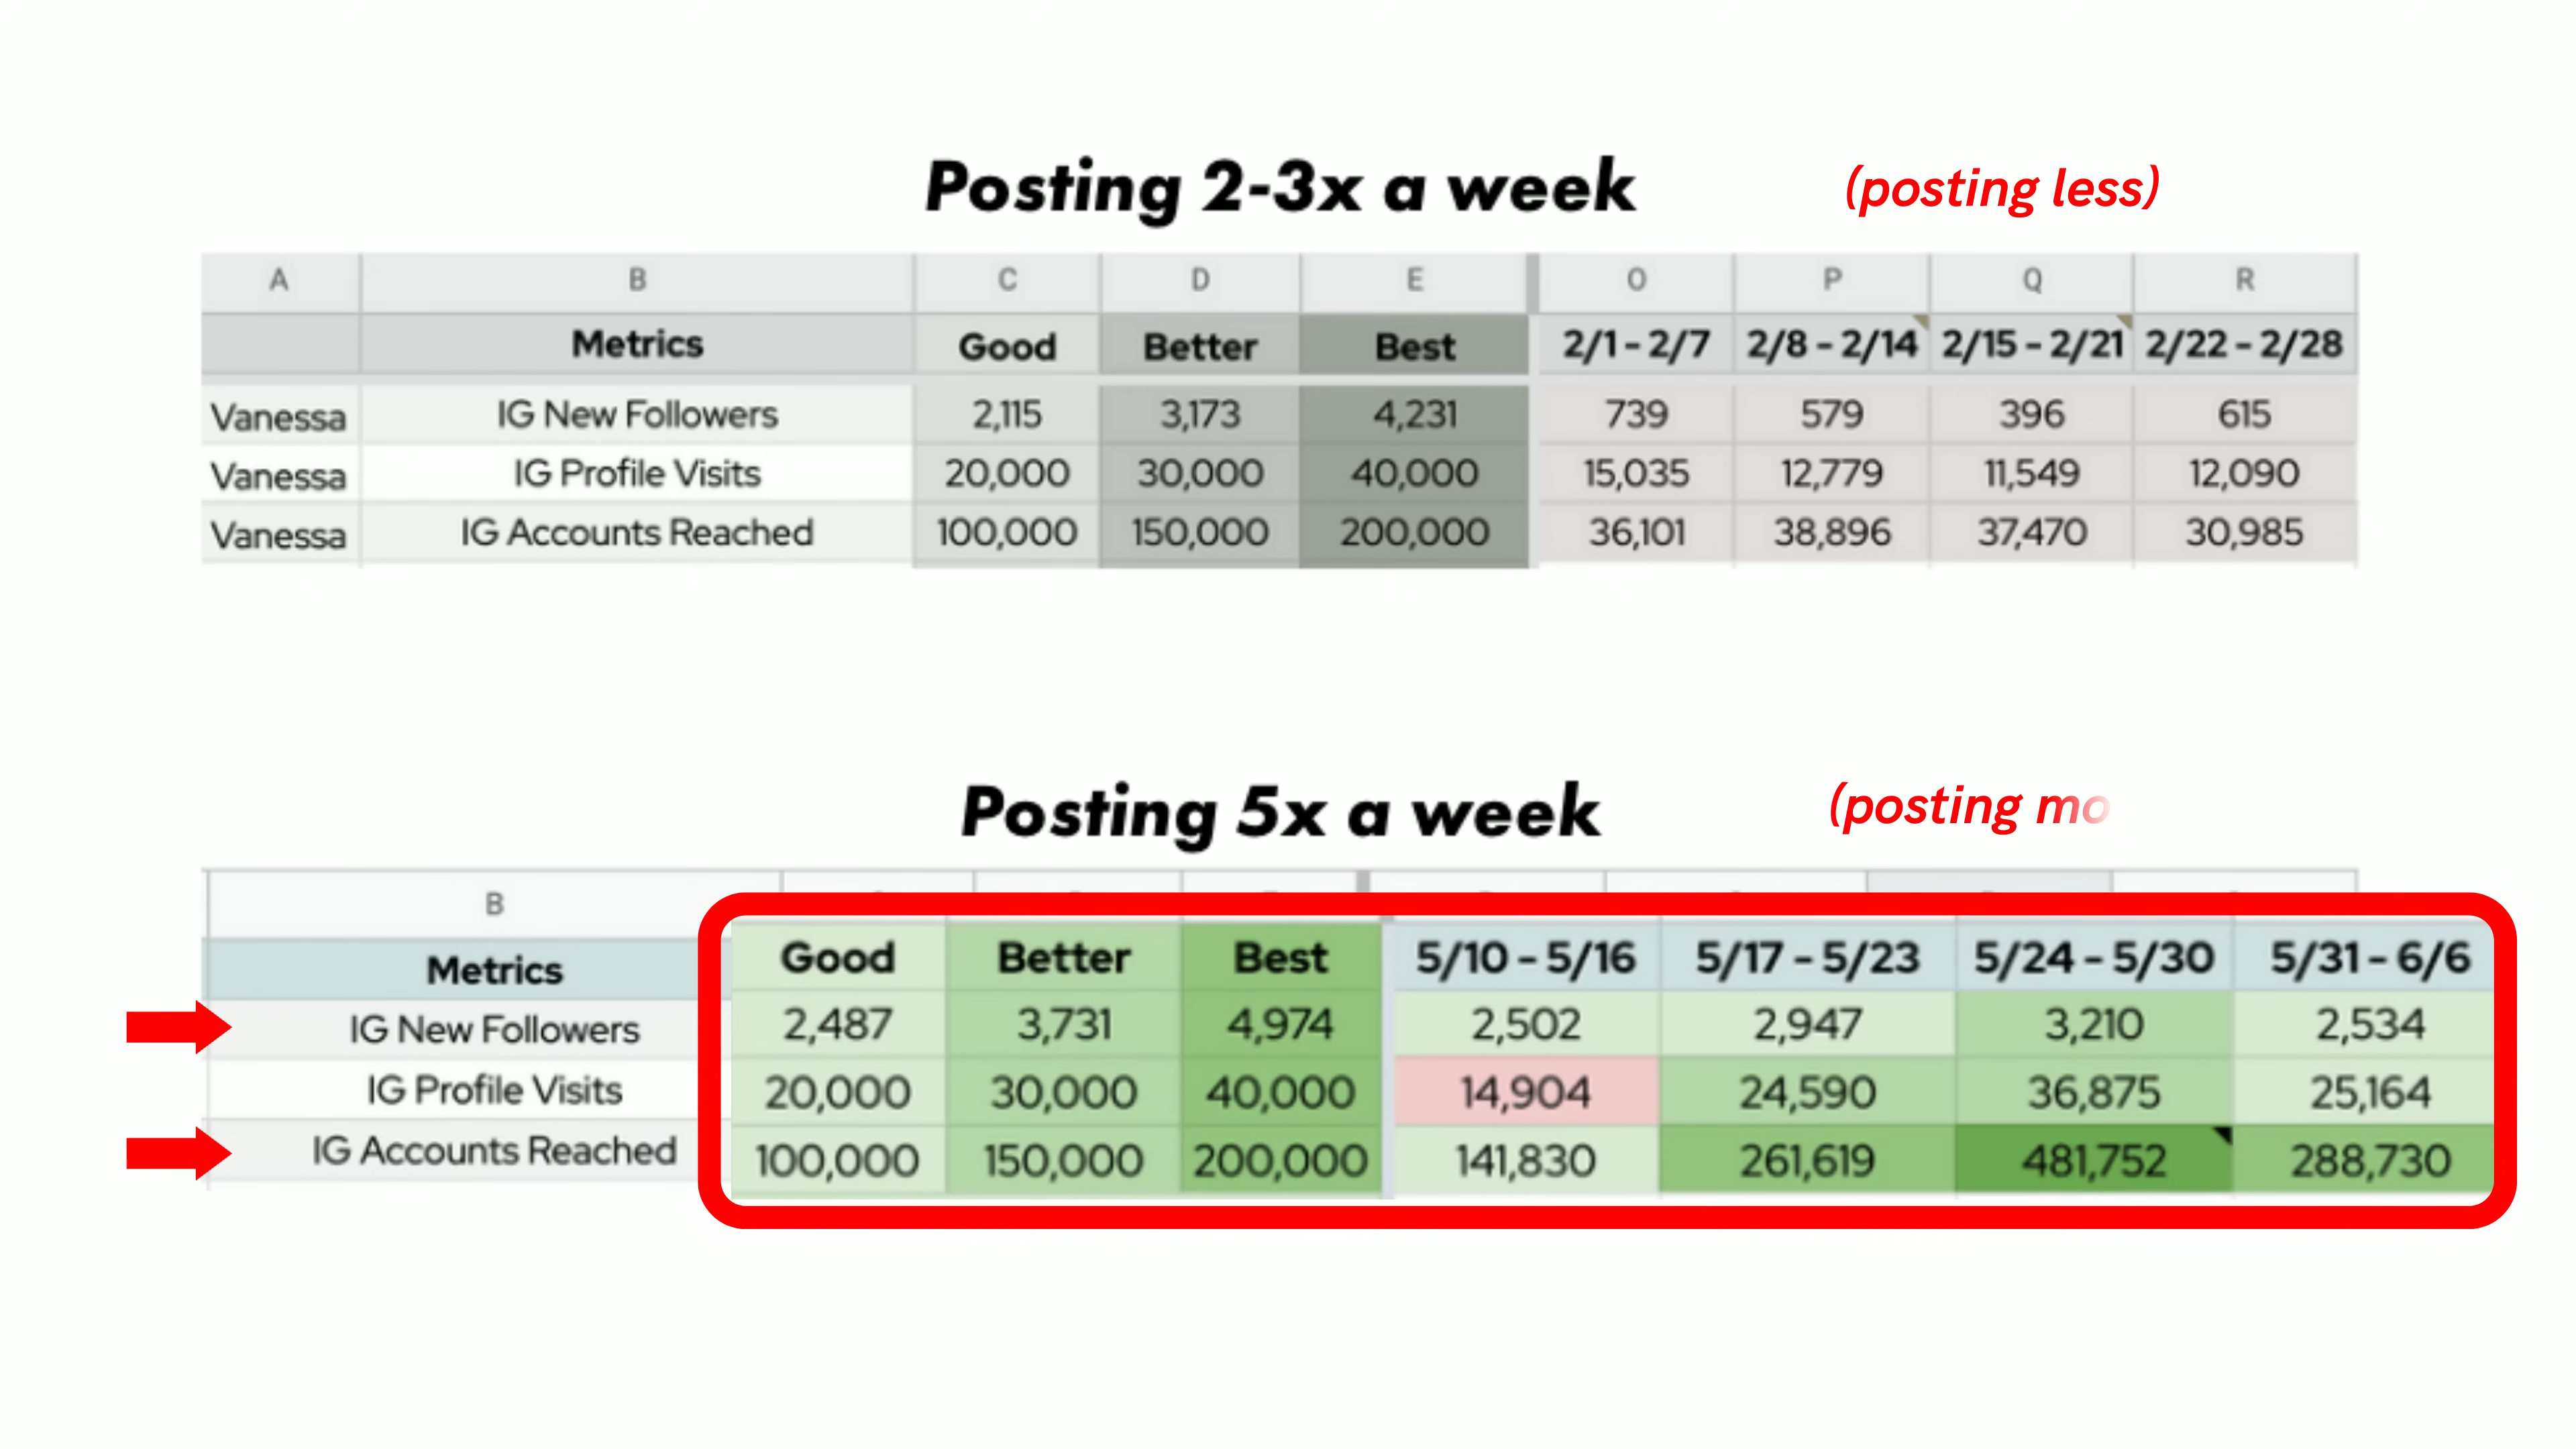 Posting 2-3x a week (posting less)
A B C D E O P Q R
Metrics Good Better Best 2/1 - 2/7 2/8 - 2/14 2/15 - 2/21 2/22 - 2/28
Vanessa IG New Followers 2,115 3,173 4,231 739 579 396 615
Vanessa IG Profile Visits 20,000 30,000 40,000 15,035 12,779 11,549 12,090
Vanessa IG Accounts Reached 100,000 150,000 200,000 36,101 38,896 37,470 30,985
Posting 5x a week (posting mo
B
Metrics Good Better Best 5/10 - 5/16 5/17 - 5/23 5/24 - 5/30 5/31 - 6/6
IG New Followers 2,487 3,731 4,974 2,502 2,947 3,210 2,534
IG Profile Visits 20,000 30,000 40,000 14,904 24,590 36,875 25,164
IG Accounts Reached 100,000 150,000 200,000 141,830 261,619 481,752 288,730